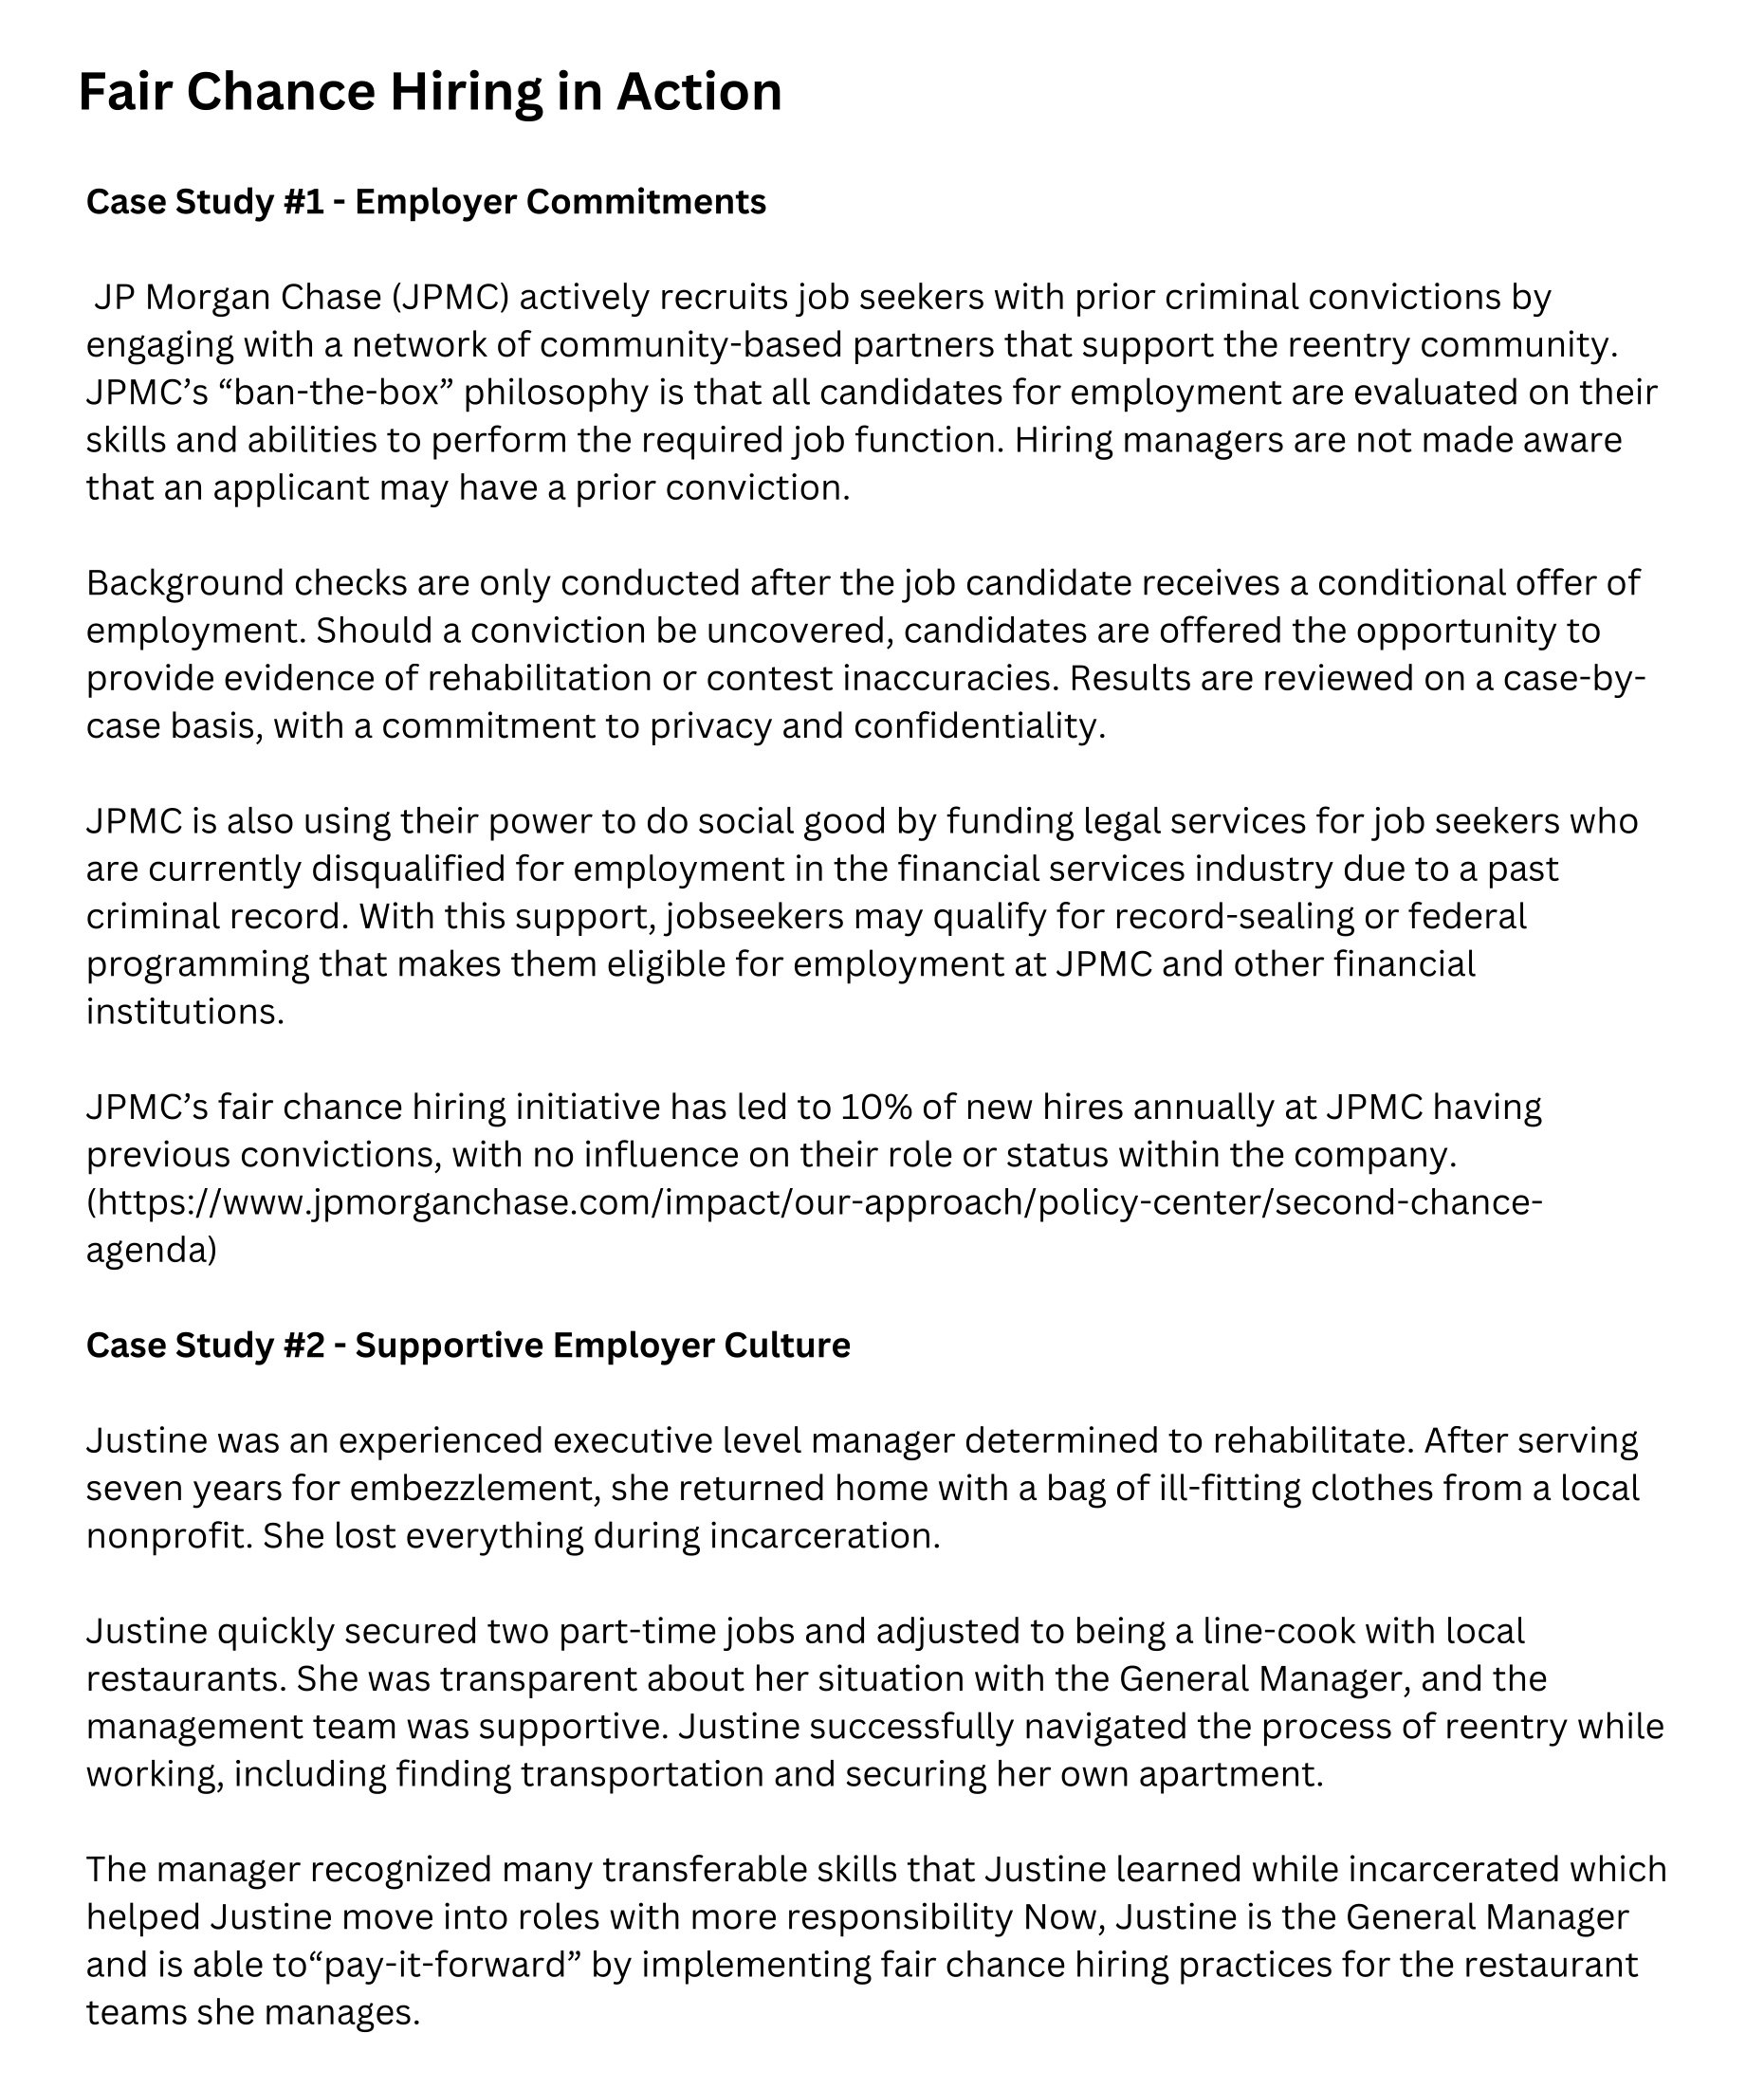 Fair Chance Hiring in Action
Case Study #1 - Employer Commitments
JP Morgan Chase (JPMC) actively recruits job seekers with prior criminal convictions by
engaging with a network of community-based partners that support the reentry community.
JPMC’s “ban-the-box” philosophy is that all candidates for employment are evaluated on their
skills and abilities to perform the required job function. Hiring managers are not made aware
that an applicant may have a prior conviction.
Background checks are only conducted after the job candidate receives a conditional offer of
employment. Should a conviction be uncovered, candidates are offered the opportunity to
provide evidence of rehabilitation or contest inaccuracies. Results are reviewed on a case-by-
case basis, with a commitment to privacy and confidentiality.
JPMC is also using their power to do social good by funding legal services for job seekers who
are currently disqualified for employment in the financial services industry due to a past
criminal record. With this support, jobseekers may qualify for record-sealing or federal
programming that makes them eligible for employment at JPMC and other financial
institutions.
JPMC’s fair chance hiring initiative has led to 10% of new hires annually at JPMC having
previous convictions, with no influence on their role or status within the company.
(https://www.jpmorganchase.com/impact/our-approach/policy-center/second-chance-
agenda)
Case Study #2 - Supportive Employer Culture
Justine was an experienced executive level manager determined to rehabilitate. After serving
seven years for embezzlement, she returned home with a bag of ill-fitting clothes from a local
nonprofit. She lost everything during incarceration.
Justine quickly secured two part-time jobs and adjusted to being a line-cook with local
restaurants. She was transparent about her situation with the General Manager, and the
management team was supportive. Justine successfully navigated the process of reentry while
working, including finding transportation and securing her own apartment.
The manager recognized many transferable skills that Justine learned while incarcerated which
helped Justine move into roles with more responsibility Now, Justine is the General Manager
and is able to“pay-it-forward” by implementing fair chance hiring practices for the restaurant
teams she manages.